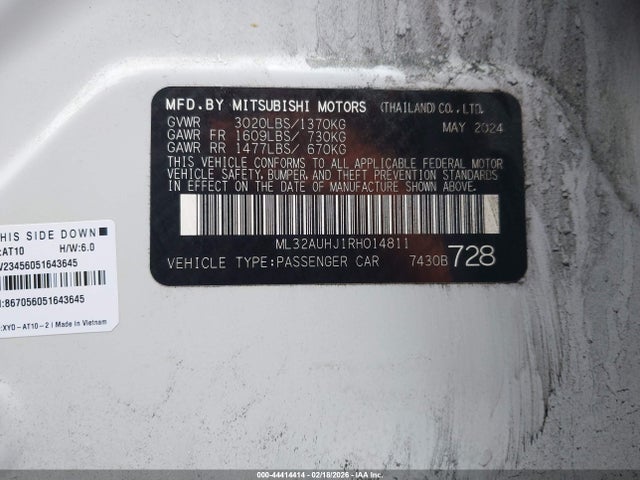 MFD.BY MITSUBISHI MOTORS (THAILAND)CO.,LTD.
GVWR 3020LBS/1370KG MAY 2024
GAWR FR 1609LBS/ 730KG
GAWR RR 1477LBS/ 670KG
THIS VEHICLE CONFORMS TO ALL APPLICABLE FEDERAL MOTOR
VEHICLE SAFETY, BUMPER, AND THEFT PREVENTION STANDARDS
IN EFFECT ON THE DATE OF MANUFACTURE SHOWN ABOVE.
ML32AUHJ1RH014811
VEHICLE TYPE:PASSENGER CAR 7430B 728
HIS SIDE DOWN
:AT10 H/W:6.0
V23456051643645
:867056051643645
:XY0-AT10-2 | Made in Vietnam
000-44414414 | 02/18/2026 | IAA Inc.